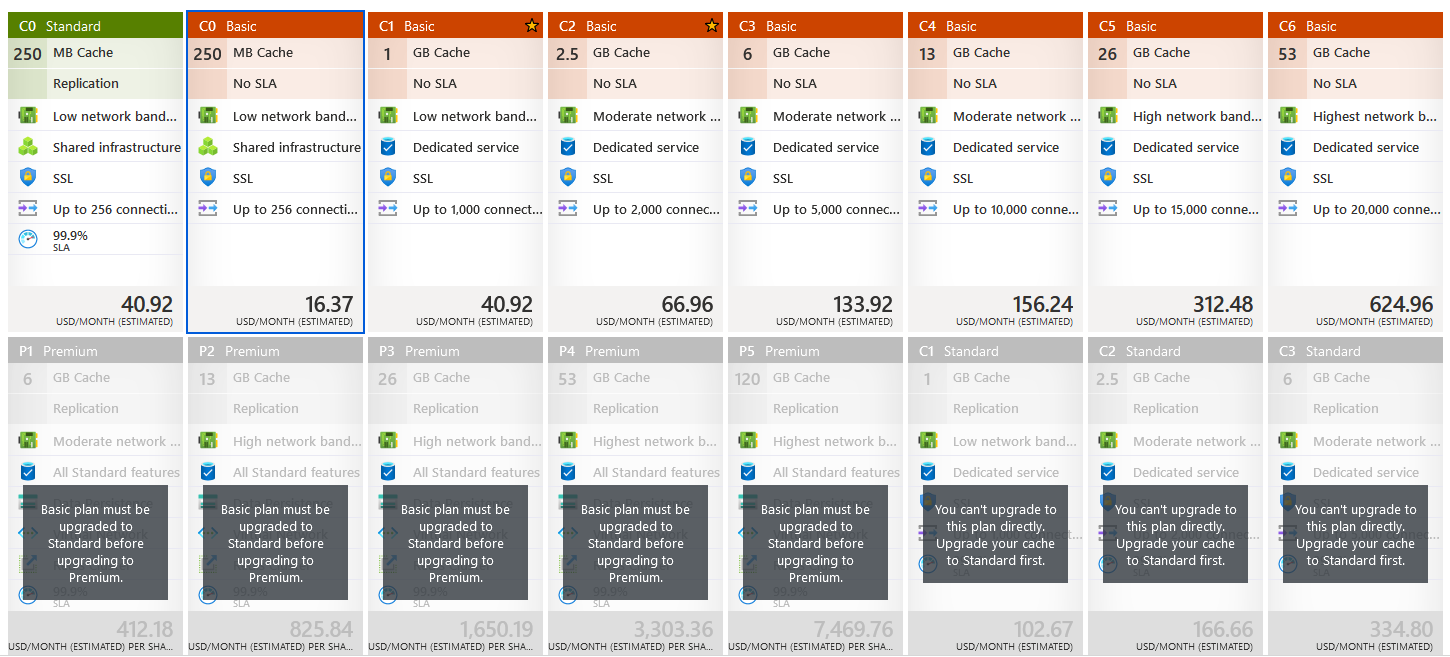 C0 Standard
250 MB Cache
Replication
Low network band...
Shared infrastructure
SSL
Up to 256 connecti...
99.9%
SLA
40.92
USD/MONTH (ESTIMATED)
C0 Basic
250 MB Cache
No SLA
Low network band...
Shared infrastructure
SSL
Up to 256 connecti...
16.37
USD/MONTH (ESTIMATED)
C1 Basic
1 GB Cache
No SLA
Low network band...
Dedicated service
SSL
Up to 1,000 connect...
40.92
USD/MONTH (ESTIMATED)
C2 Basic
2.5 GB Cache
No SLA
Moderate network ...
Dedicated service
SSL
Up to 2,000 connec...
66.96
USD/MONTH (ESTIMATED)
C3 Basic
6 GB Cache
No SLA
Moderate network ...
Dedicated service
SSL
Up to 5,000 connec...
133.92
USD/MONTH (ESTIMATED)
C4 Basic
13 GB Cache
No SLA
Moderate network ...
Dedicated service
SSL
Up to 10,000 conne...
156.24
USD/MONTH (ESTIMATED)
C5 Basic
26 GB Cache
No SLA
High network band...
Dedicated service
SSL
Up to 15,000 conne...
312.48
USD/MONTH (ESTIMATED)
C6 Basic
53 GB Cache
No SLA
Highest network b...
Dedicated service
SSL
Up to 20,000 conne...
624.96
USD/MONTH (ESTIMATED)
P1 Premium
6 GB Cache
Replication
Moderate network ...
All Standard features
Basic plan must be
upgraded to
Standard before
upgrading to
Premium.
SLA
412.18
USD/MONTH (ESTIMATED) PER SHA...
P2 Premium
13 GB Cache
Replication
High network band...
All Standard features
Basic plan must be
upgraded to
Standard before
upgrading to
Premium.
SLA
825.84
USD/MONTH (ESTIMATED) PER SHA...
P3 Premium
26 GB Cache
Replication
High network band...
All Standard features
Basic plan must be
upgraded to
Standard before
upgrading to
Premium.
SLA
1,650.19
USD/MONTH (ESTIMATED) PER SHA...
P4 Premium
53 GB Cache
Replication
Highest network b...
All Standard features
Basic plan must be
upgraded to
Standard before
upgrading to
Premium.
SLA
3,303.36
USD/MONTH (ESTIMATED) PER SHA...
P5 Premium
120 GB Cache
Replication
Highest network b...
All Standard features
Basic plan must be
upgraded to
Standard before
upgrading to
Premium.
SLA
7,469.76
USD/MONTH (ESTIMATED) PER SHA...
C1 Standard
1 GB Cache
Replication
Low network band...
Dedicated service
You can't upgrade to
this plan directly.
Upgrade your cache
to Standard first.
102.67
USD/MONTH (ESTIMATED)
C2 Standard
2.5 GB Cache
Replication
Moderate network ...
Dedicated service
You can't upgrade to
this plan directly.
Upgrade your cache
to Standard first.
166.66
USD/MONTH (ESTIMATED)
C3 Standard
6 GB Cache
Replication
Moderate network ...
Dedicated service
You can't upgrade to
this plan directly.
Upgrade your cache
to Standard first.
334.80
USD/MONTH (ESTIMATED)